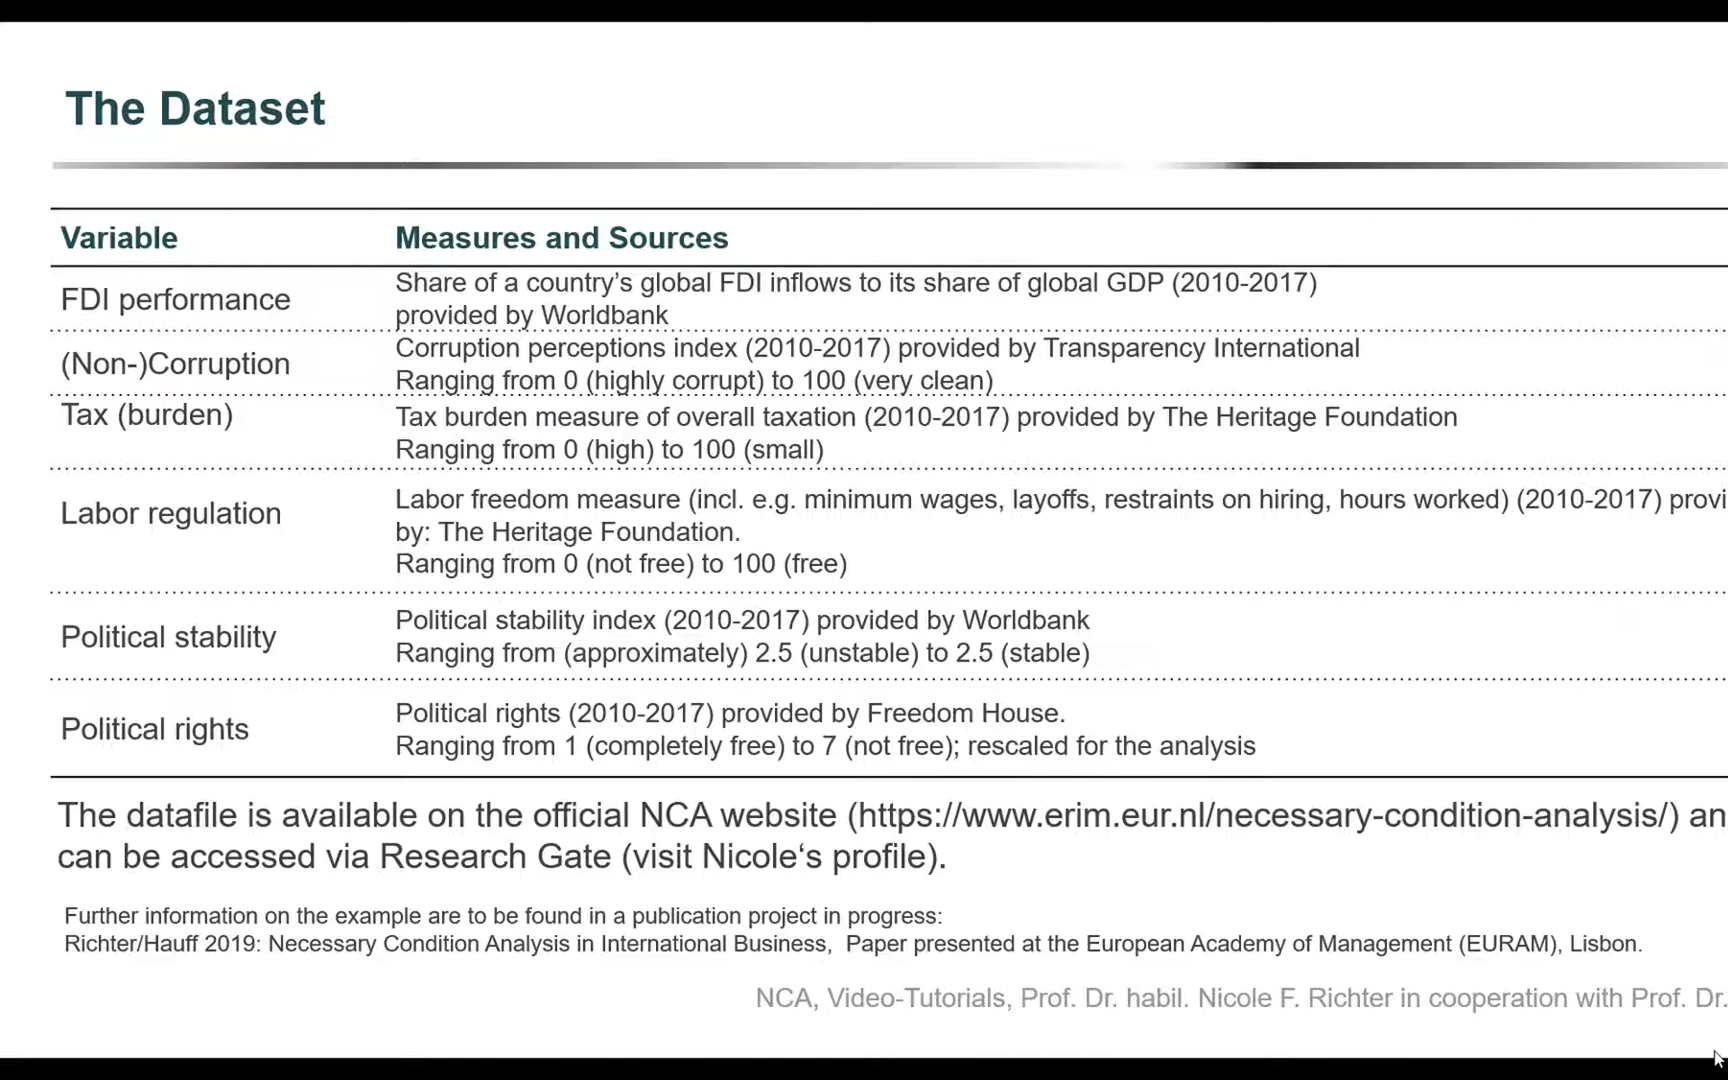 The Dataset
Variable
Measures and Sources
FDI performance
Share of a country’s global FDI inflows to its share of global GDP (2010-2017)
provided by Worldbank
(Non-)Corruption
Corruption perceptions index (2010-2017) provided by Transparency International
Ranging from 0 (highly corrupt) to 100 (very clean)
Tax (burden)
Tax burden measure of overall taxation (2010-2017) provided by The Heritage Foundation
Ranging from 0 (high) to 100 (small)
Labor regulation
Labor freedom measure (incl. e.g. minimum wages, layoffs, restraints on hiring, hours worked) (2010-2017) provi
by: The Heritage Foundation.
Ranging from 0 (not free) to 100 (free)
Political stability
Political stability index (2010-2017) provided by Worldbank
Ranging from (approximately) 2.5 (unstable) to 2.5 (stable)
Political rights
Political rights (2010-2017) provided by Freedom House.
Ranging from 1 (completely free) to 7 (not free); rescaled for the analysis
The datafile is available on the official NCA website (https://www.erim.eur.nl/necessary-condition-analysis/) an
can be accessed via Research Gate (visit Nicole‘s profile).
Further information on the example are to be found in a publication project in progress:
Richter/Hauff 2019: Necessary Condition Analysis in International Business, Paper presented at the European Academy of Management (EURAM), Lisbon.
NCA, Video-Tutorials, Prof. Dr. habil. Nicole F. Richter in cooperation with Prof. Dr.